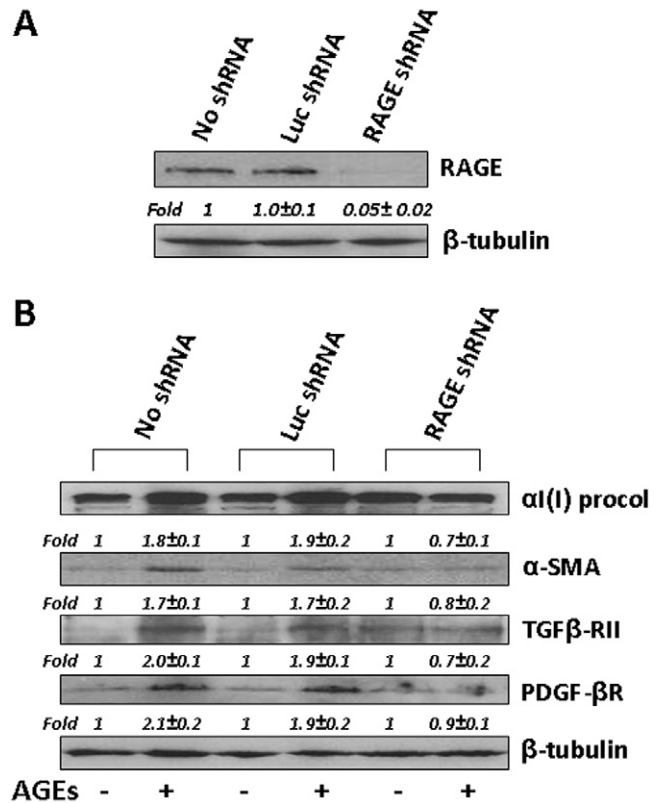 A
No shRNA
Luc shRNA
RAGE shRNA
RAGE
Fold 1 1.0±0.1 0.05±0.02
β-tubulin
B
No shRNA
Luc shRNA
RAGE shRNA
αI(I) procol
Fold 1 1.8±0.1 1 1.9±0.2 1 0.7±0.1
α-SMA
Fold 1 1.7±0.1 1 1.7±0.2 1 0.8±0.2
TGFβ-RII
Fold 1 2.0±0.1 1 1.9±0.1 1 0.7±0.2
PDGF-βR
Fold 1 2.1±0.2 1 1.9±0.2 1 0.9±0.1
β-tubulin
AGEs - + - + - +